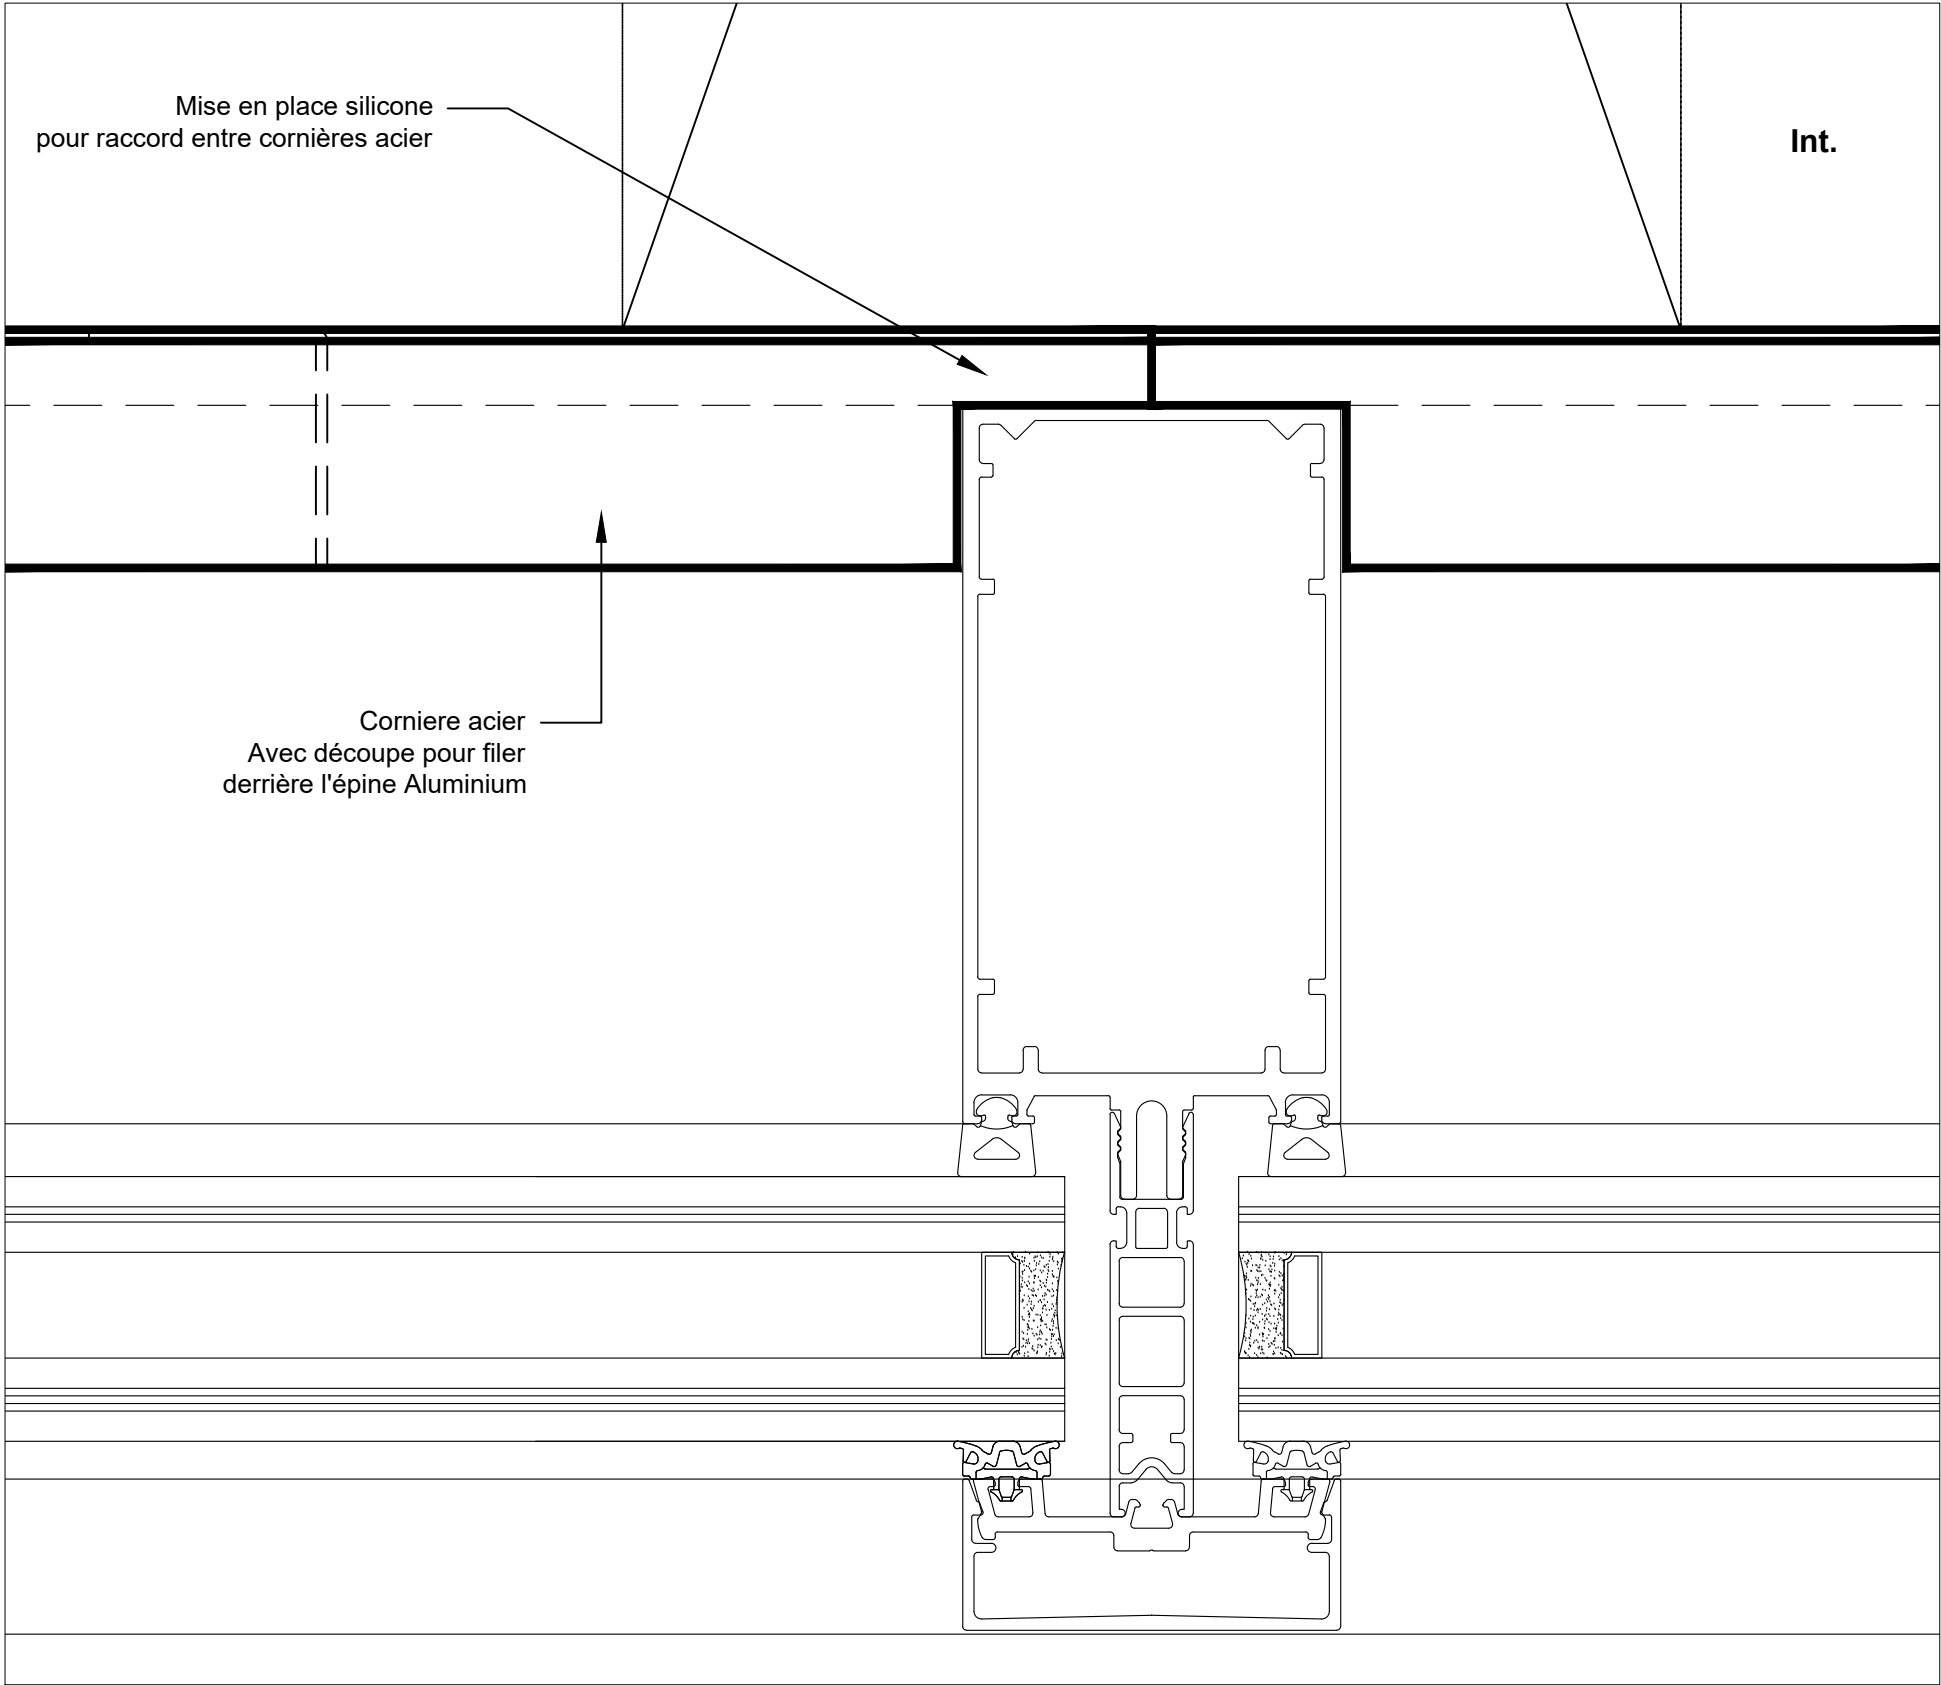 Mise en place silicone
pour raccord entre cornières acier
Int.
Corniere acier
Avec découpe pour filer
derrière l'épine Aluminium